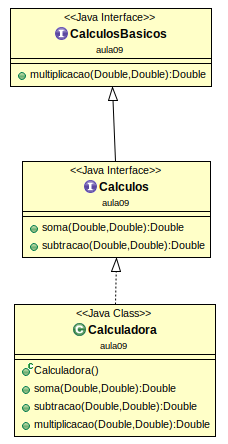 <<Java Interface>>
CalculosBasicos
aula09
multiplicacao(Double,Double):Double
<<Java Interface>>
Calculos
aula09
soma(Double,Double):Double
subtracao(Double,Double):Double
<<Java Class>>
Calculadora
aula09
Calculadora()
soma(Double,Double):Double
subtracao(Double,Double):Double
multiplicacao(Double,Double):Double